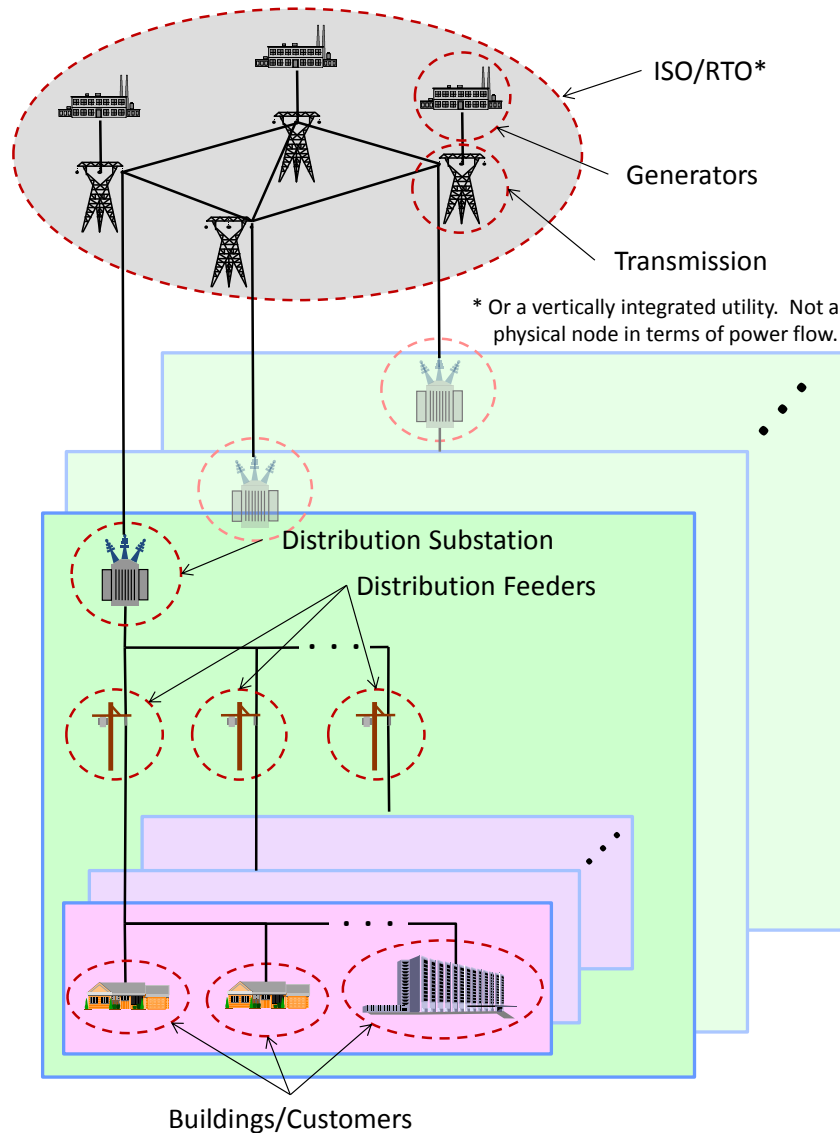 ISO/RTO*
Generators
Transmission
* Or a vertically integrated utility. Not a
physical node in terms of power flow.
Distribution Substation
Distribution Feeders
Buildings/Customers